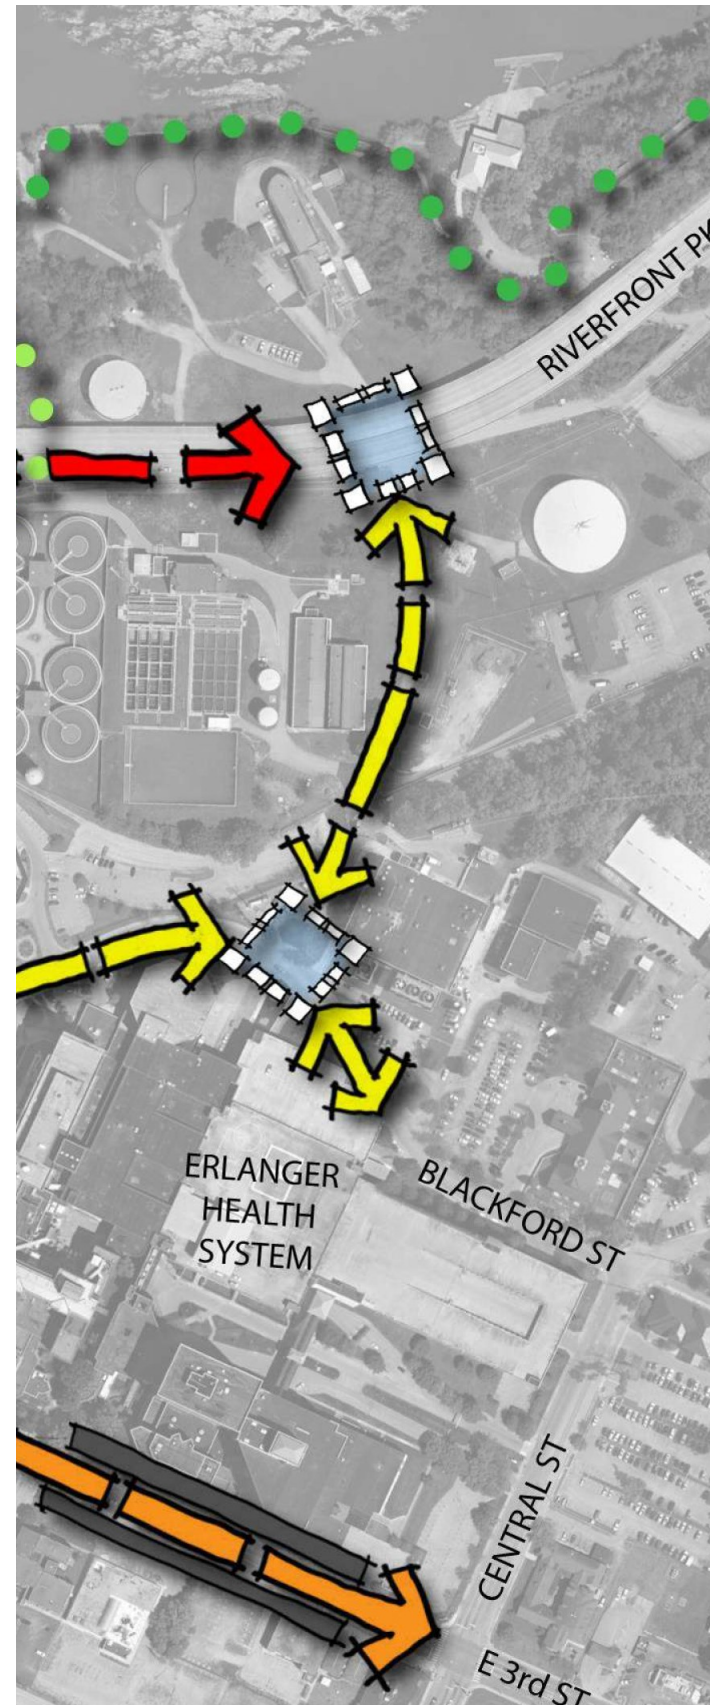 RIVERFRONT PK
ERLANGER
HEALTH
SYSTEM
BLACKFORD ST
CENTRAL ST
E 3rd ST